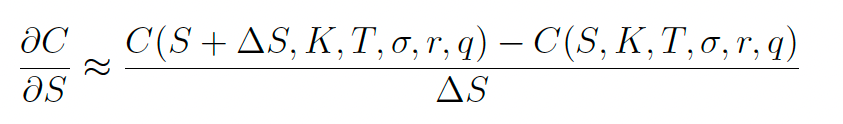 ∂C/∂S ≈ (C(S + ΔS, K, T, σ, r, q) − C(S, K, T, σ, r, q))/ΔS